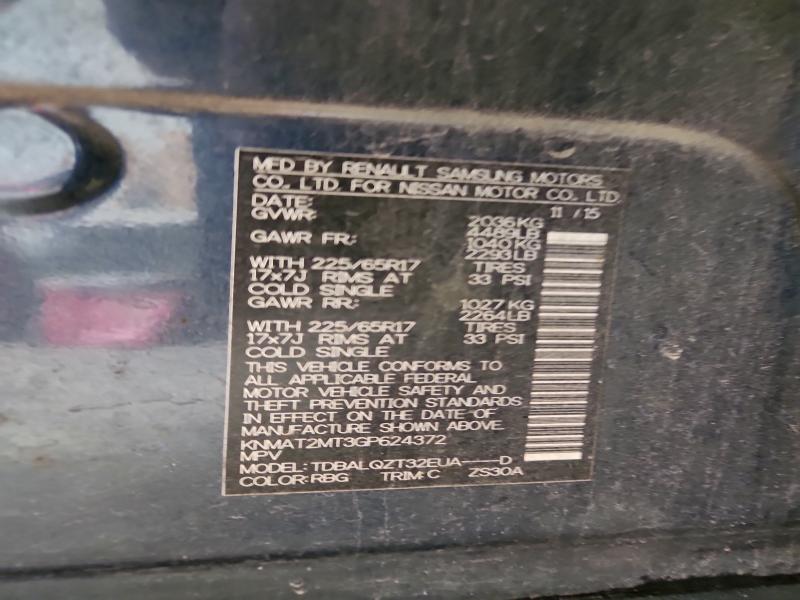 MFD BY RENAULT SAMSUNG MOTORS
CO., LTD. FOR NISSAN MOTOR CO., LTD.
DATE: 11 / 15
GVWR: 2036KG
4489LB
GAWR FR: 1040KG
2293LB
WITH 225/65R17 TIRES
17x7J RIMS AT 33 PSI
COLD SINGLE
GAWR RR: 1027KG
2264LB
WITH 225/65R17 TIRES
17x7J RIMS AT 33 PSI
COLD SINGLE
THIS VEHICLE CONFORMS TO
ALL APPLICABLE FEDERAL
MOTOR VEHICLE SAFETY AND
THEFT PREVENTION STANDARDS
IN EFFECT ON THE DATE OF
MANUFACTURE SHOWN ABOVE.
KNMAT2MT3GP624372
MPV
MODEL: TDBALQZT32EUA----D
COLOR:RBG TRIM:C ZS30A